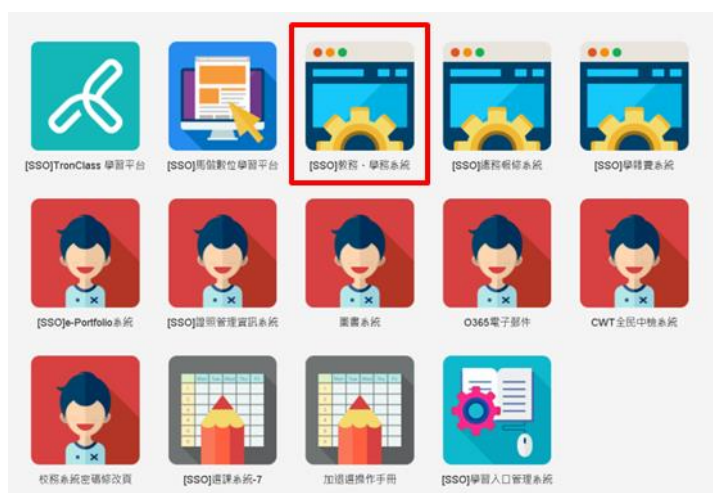 [SSO]TronClass 學習平台
[SSO]馬偕數位學習平台
[SSO]教務、學務系統
[SSO]總務報修系統
[SSO]學雜費系統
[SSO]e-Portfolio系統
[SSO]證照管理資訊系統
圖書系統
O365電子郵件
CWT全民中檢系統
校務系統密碼修改頁
[SSO]選課系統-7
加退選操作手冊
[SSO]學習入口管理系統